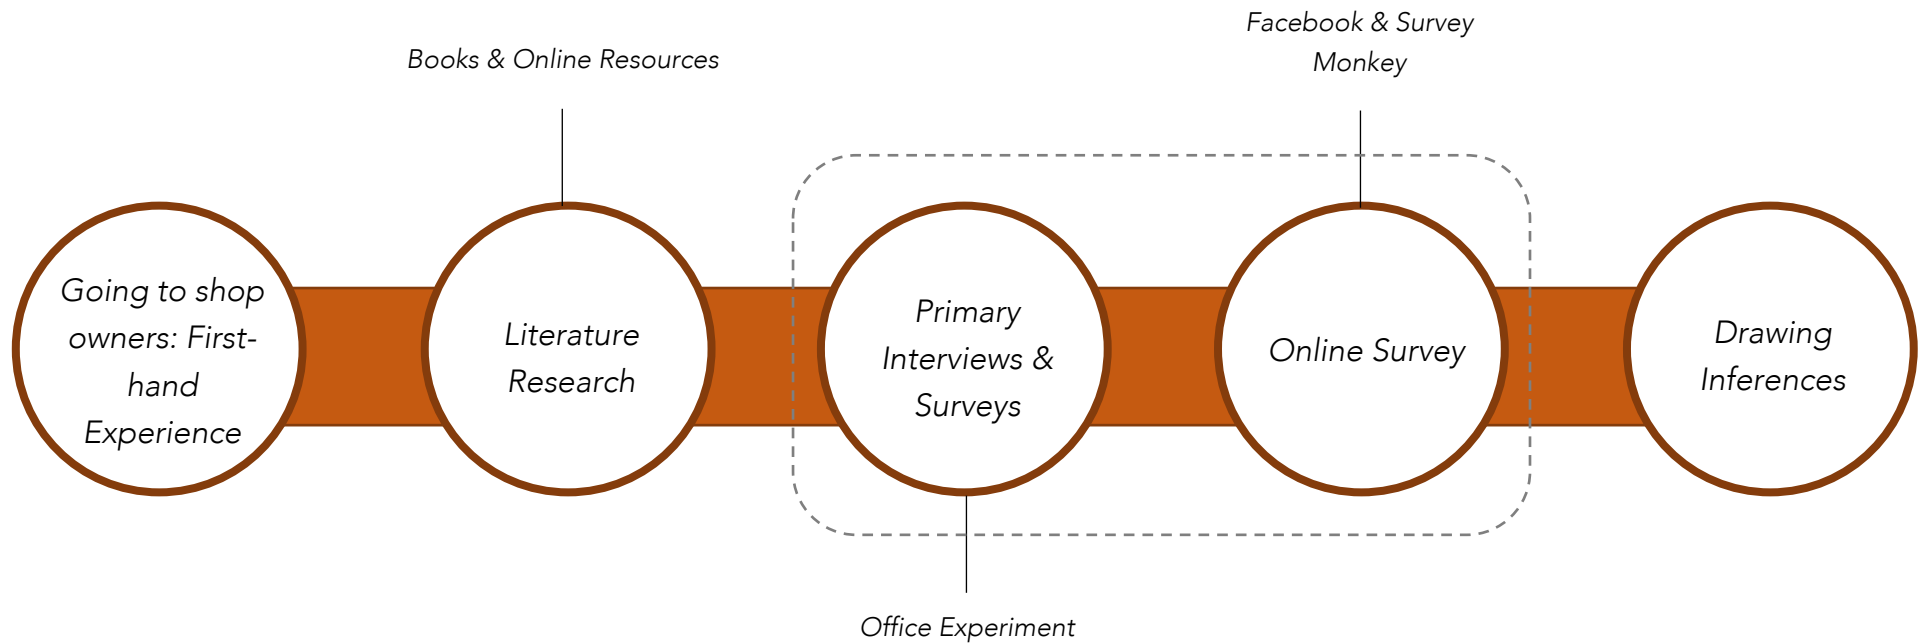 Facebook & Survey
Monkey
Books & Online Resources
Going to shop
owners: First-
hand
Experience
Literature
Research
Primary
Interviews &
Surveys
Online Survey
Drawing
Inferences
Office Experiment